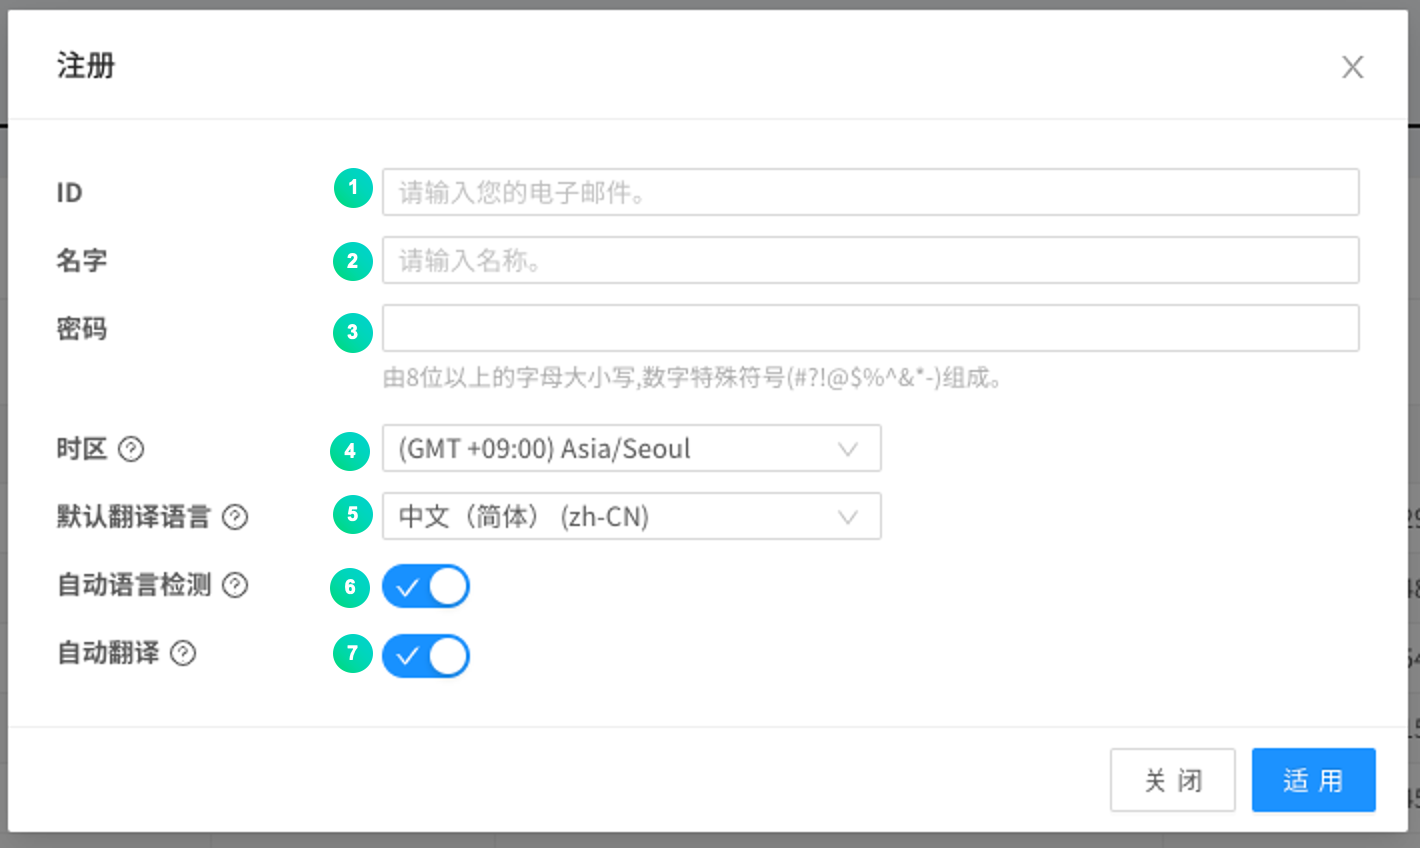 注册
ID 1 请输入您的电子邮件。
名字 2 请输入名称。
密码 3
由8位以上的字母大小写,数字特殊符号(#?!@$%^&*-)组成。
时区 ? 4 (GMT +09:00) Asia/Seoul
默认翻译语言 ? 5 中文（简体） (zh-CN)
自动语言检测 ? 6
自动翻译 ? 7
关 闭 适 用